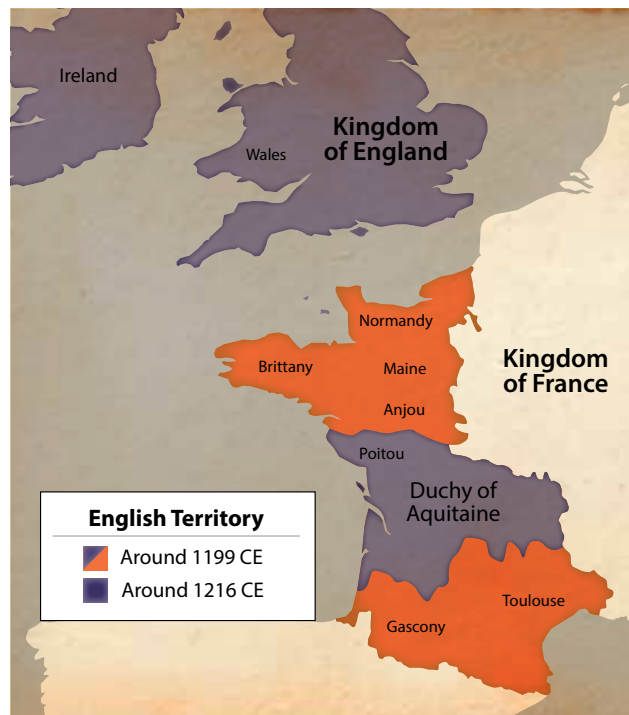 Ireland
Kingdom
of England
Wales
Normandy
Brittany
Maine
Kingdom
of France
Anjou
Poitou
Duchy of
Aquitaine
English Territory
Around 1199 CE
Around 1216 CE
Toulouse
Gascony